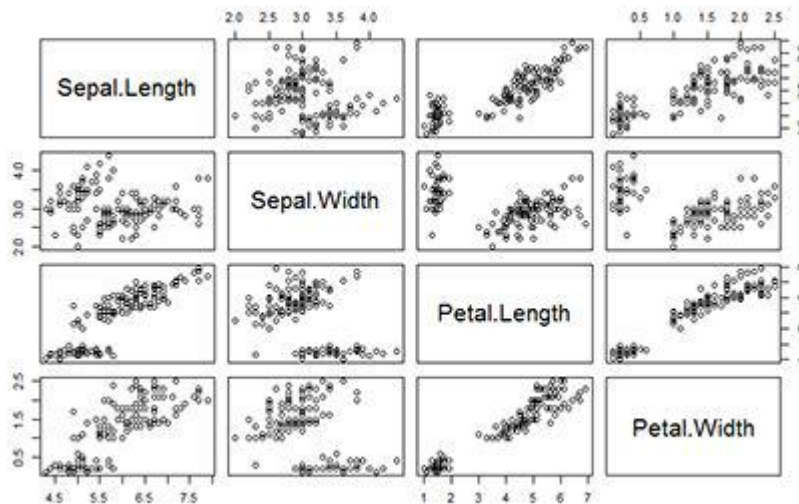 2.0 2.5 3.0 3.5 4.0
0.5 1.0 1.5 2.0 2.5
Sepal.Length
2.0 3.0 4.0
Sepal.Width
Petal.Length
0.5 1.5 2.5
Petal.Width
4.5 5.5 6.5 7.5
1 2 3 4 5 6 7